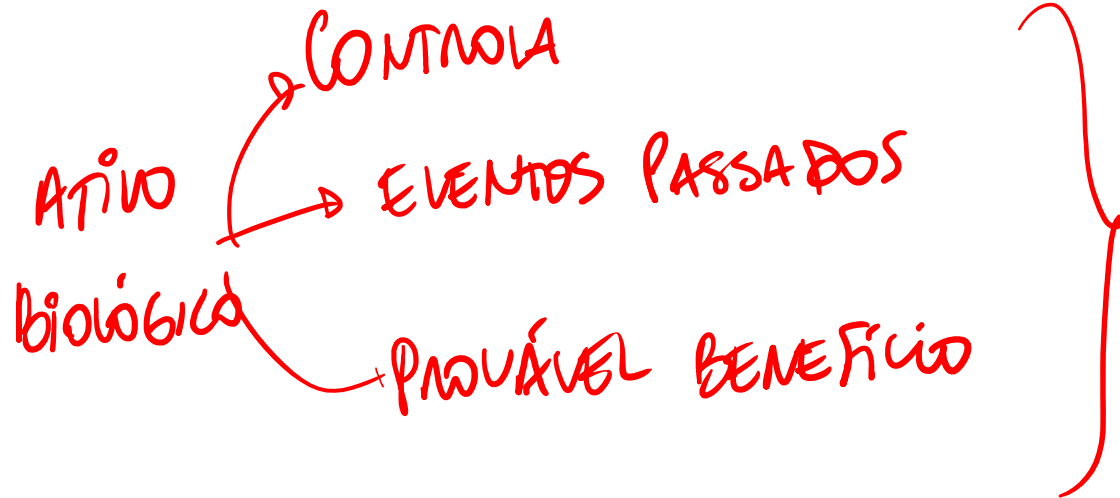 CONTROLA
ATIVO
BIOLÓGICO
EVENTOS PASSADOS
PROVÁVEL BENEFÍCIO